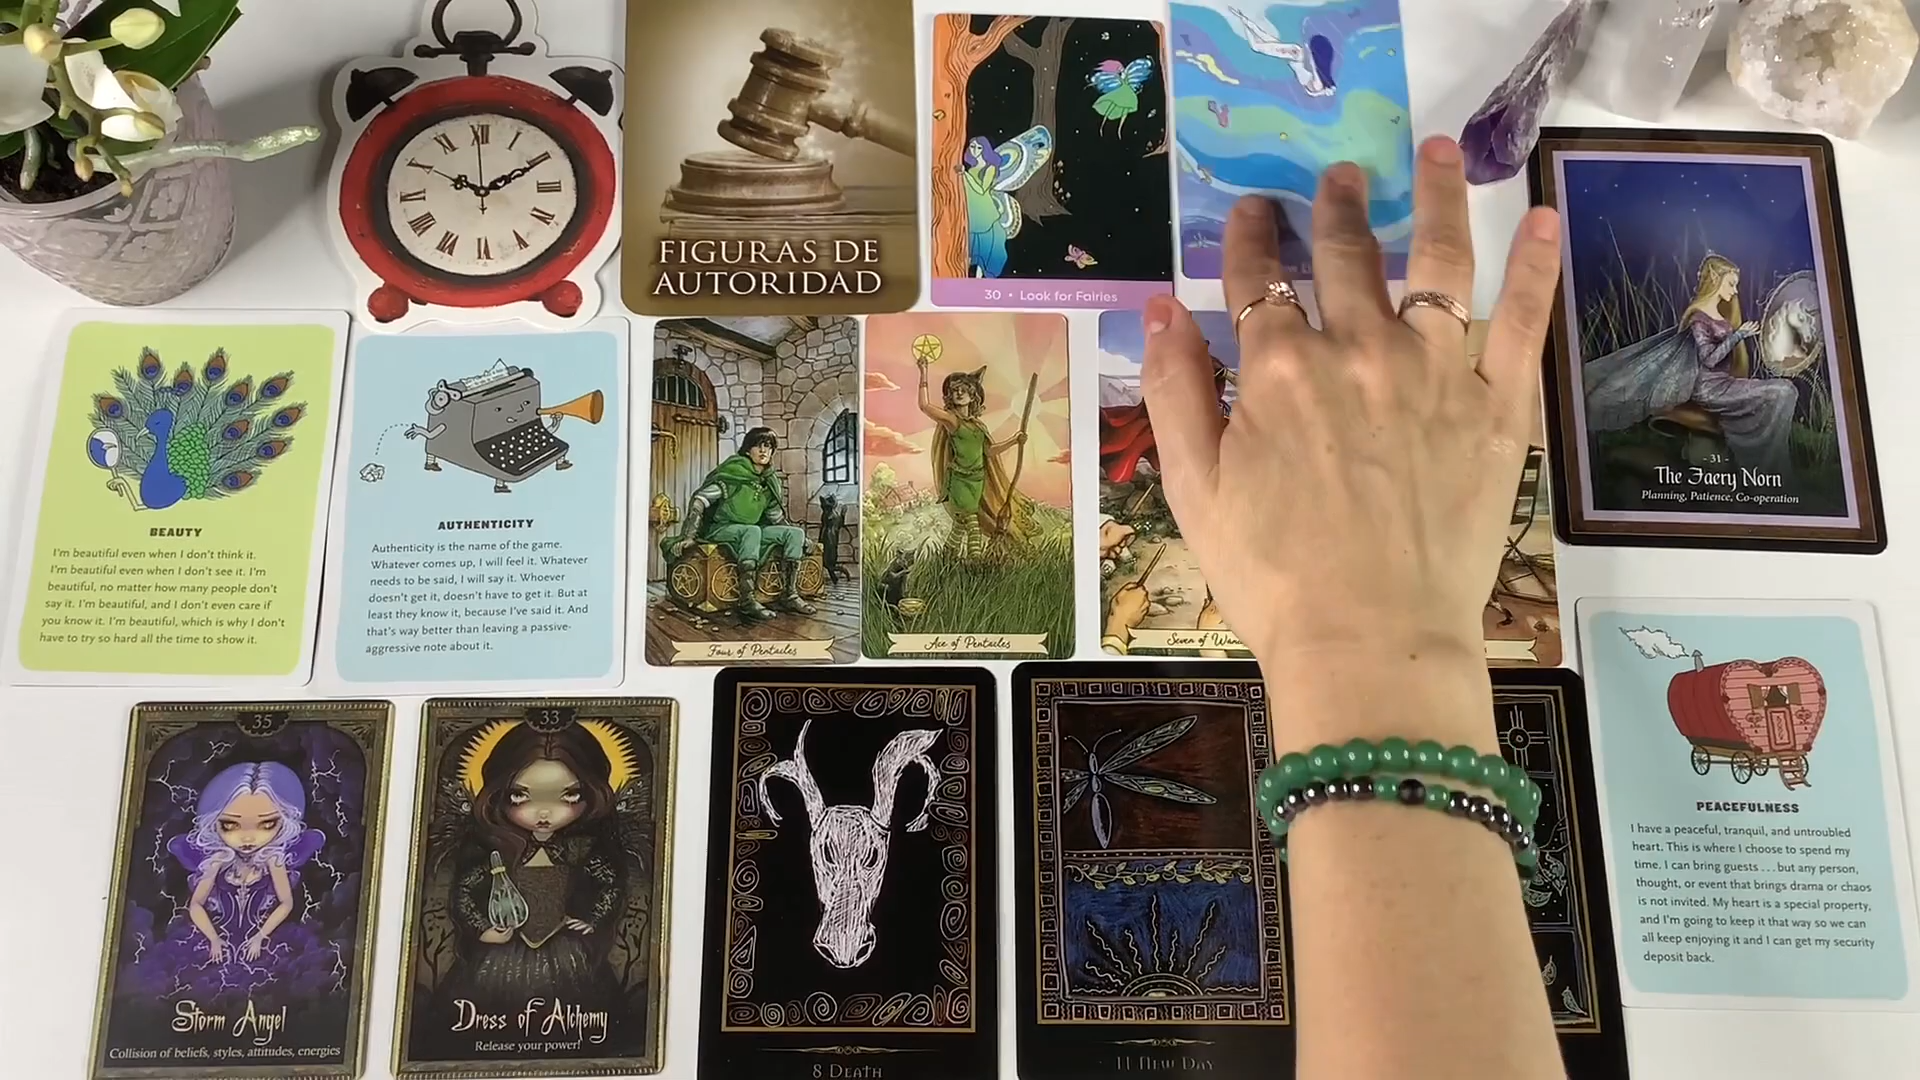 XII
FIGURAS DE
AUTORIDAD
30 • Look for Fairies
- 31 -
The Faery Norn
Planning, Patience, Co-operation
BEAUTY
I'm beautiful even when I don't think it.
I'm beautiful even when I don't see it. I'm
beautiful, no matter how many people don't
say it. I'm beautiful, and I don't even care if
you know it. I'm beautiful, which is why I don't
have to try so hard all the time to show it.
AUTHENTICITY
Authenticity is the name of the game.
Whatever comes up, I will feel it. Whatever
needs to be said, I will say it. Whoever
doesn't get it, doesn't have to get it. But at
least they know it, because I've said it. And
that's way better than leaving a passive-
aggressive note about it.
Four of Pentacles
Ace of Pentacles
Seven of Wan
PEACEFULNESS
I have a peaceful, tranquil, and untroubled
heart. This is where I choose to spend my
time. I can bring guests ... but any person,
thought, or event that brings drama or chaos
is not invited. My heart is a special property,
and I'm going to keep it that way so we can
all keep enjoying it and I can get my security
deposit back.
35
Storm Angel
Collision of beliefs, styles, attitudes, energies
33
Dress of Alchemy
Release your power!
8 DEATH
11 NEW DAY